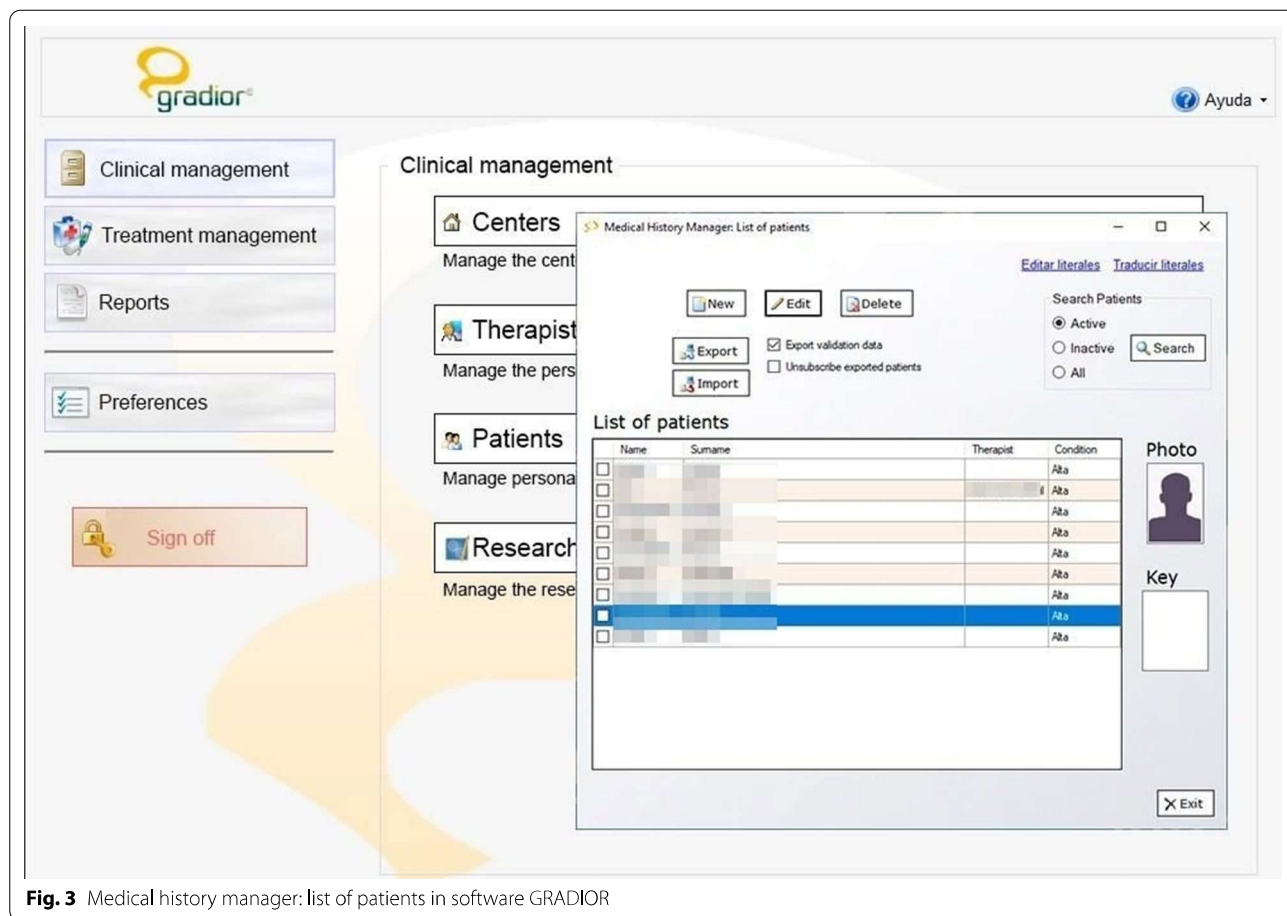 gradior®
Ayuda
Clinical management
Treatment management
Reports
Preferences
Sign off
Clinical management
Centers
Manage the cent
Therapist
Manage the pers
Patients
Manage persona
Research
Manage the rese
Medical History Manager: List of patients
Editar literales Traducir literales
New Edit Delete
Export Export validation data
Unsubscribe exported patients
Import
Search Patients
Active
Inactive Search
All
List of patients
Name Surname Therapist Condition
Alta
Alta
Alta
Alta
Alta
Alta
Alta
Alta
Alta
Photo
Key
Exit
Fig. 3 Medical history manager: list of patients in software GRADIOR